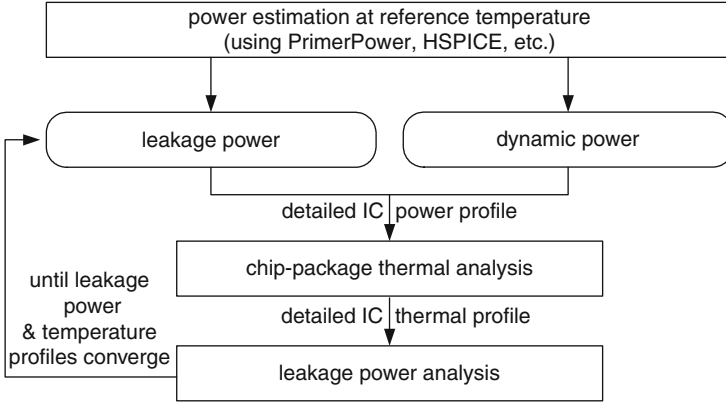 power estimation at reference temperature
(using PrimerPower, HSPICE, etc.)
leakage power
dynamic power
detailed IC power profile
chip-package thermal analysis
detailed IC thermal profile
until leakage
power
& temperature
profiles converge
leakage power analysis